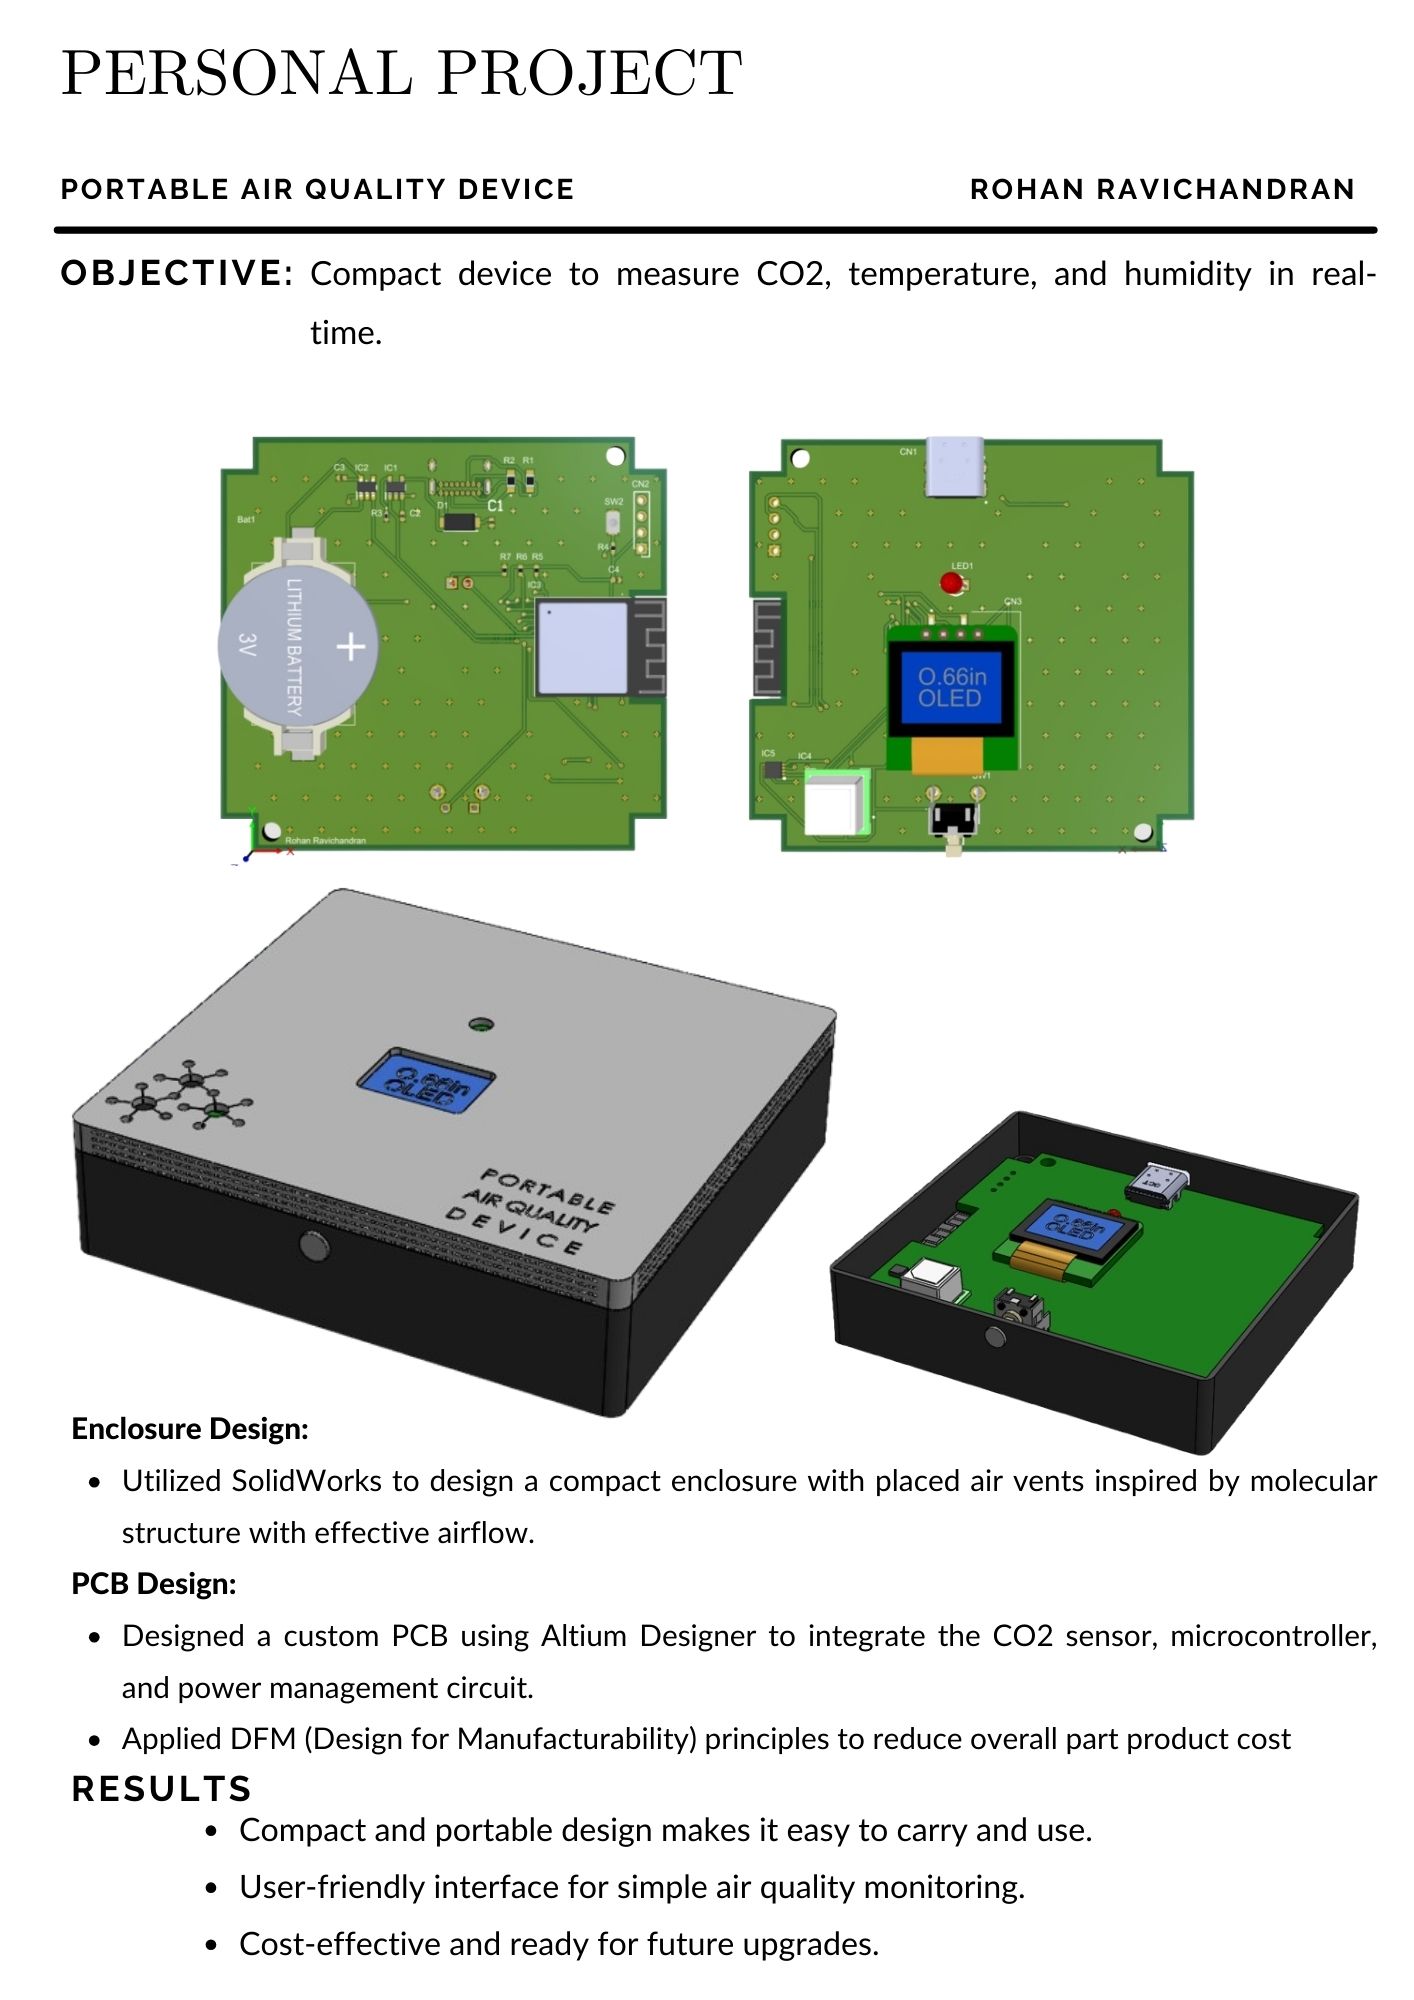 PERSONAL PROJECT
PORTABLE AIR QUALITY DEVICE
ROHAN RAVICHANDRAN
OBJECTIVE: Compact device to measure CO2, temperature, and humidity in real-
time.
C3 IC2 IC1
R2 R1
CN2
SW2
Bat1
R3
C2
D1
C1
R4
R7 R6 R5
C4
IC3
LITHIUM BATTERY
3V
+
Rohan Ravichandran
X
Y
CN1
LED1
CN3
0.66in
OLED
IC5
IC4
SW1
0.66in
OLED
PORTABLE
AIR QUALITY
DEVICE
0.66in
OLED
Enclosure Design:
• Utilized SolidWorks to design a compact enclosure with placed air vents inspired by molecular
structure with effective airflow.
PCB Design:
• Designed a custom PCB using Altium Designer to integrate the CO2 sensor, microcontroller,
and power management circuit.
• Applied DFM (Design for Manufacturability) principles to reduce overall part product cost
RESULTS
• Compact and portable design makes it easy to carry and use.
• User-friendly interface for simple air quality monitoring.
• Cost-effective and ready for future upgrades.